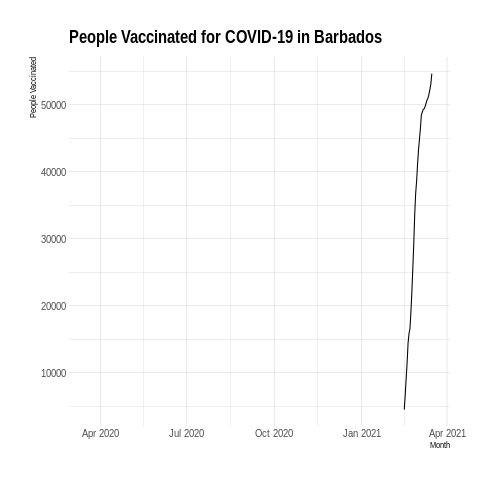 People Vaccinated for COVID-19 in Barbados
People Vaccinated
50000
40000
30000
20000
10000
Apr 2020 Jul 2020 Oct 2020 Jan 2021 Apr 2021
Month